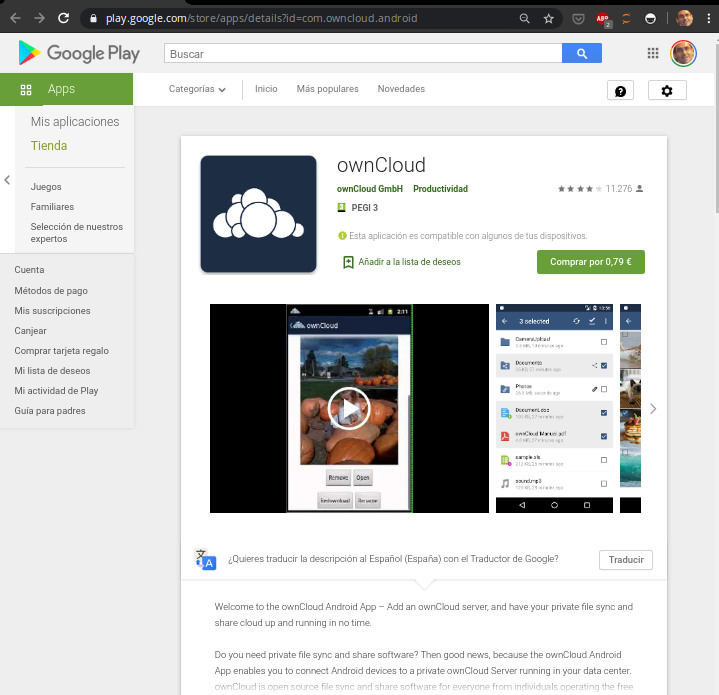 play.google.com/store/apps/details?id=com.owncloud.android
ABP
2
Google Play
Buscar
Apps
Categorías
Inicio
Más populares
Novedades
Mis aplicaciones
Tienda
Juegos
Familiares
Selección de nuestros
expertos
Cuenta
Métodos de pago
Mis suscripciones
Canjear
Comprar tarjeta regalo
Mi lista de deseos
Mi actividad de Play
Guía para padres
ownCloud
ownCloud GmbH
Productividad
11.276
PEGI 3
Esta aplicación es compatible con algunos de tus dispositivos.
Añadir a la lista de deseos
Comprar por 0,79 €
2:11
ownCloud
Remove
Open
Redownload
Rename
3 selected
CameraUpload
Documents
Photos
Document.doc
ownCloud Manual.pdf
sample.xls
sound.mp3
¿Quieres traducir la descripción al Español (España) con el Traductor de Google?
Traducir
Welcome to the ownCloud Android App – Add an ownCloud server, and have your private file sync and
share cloud up and running in no time.
Do you need private file sync and share software? Then good news, because the ownCloud Android
App enables you to connect Android devices to a private ownCloud Server running in your data center.
ownCloud is open source file sync and share software for everyone from individuals operating the free